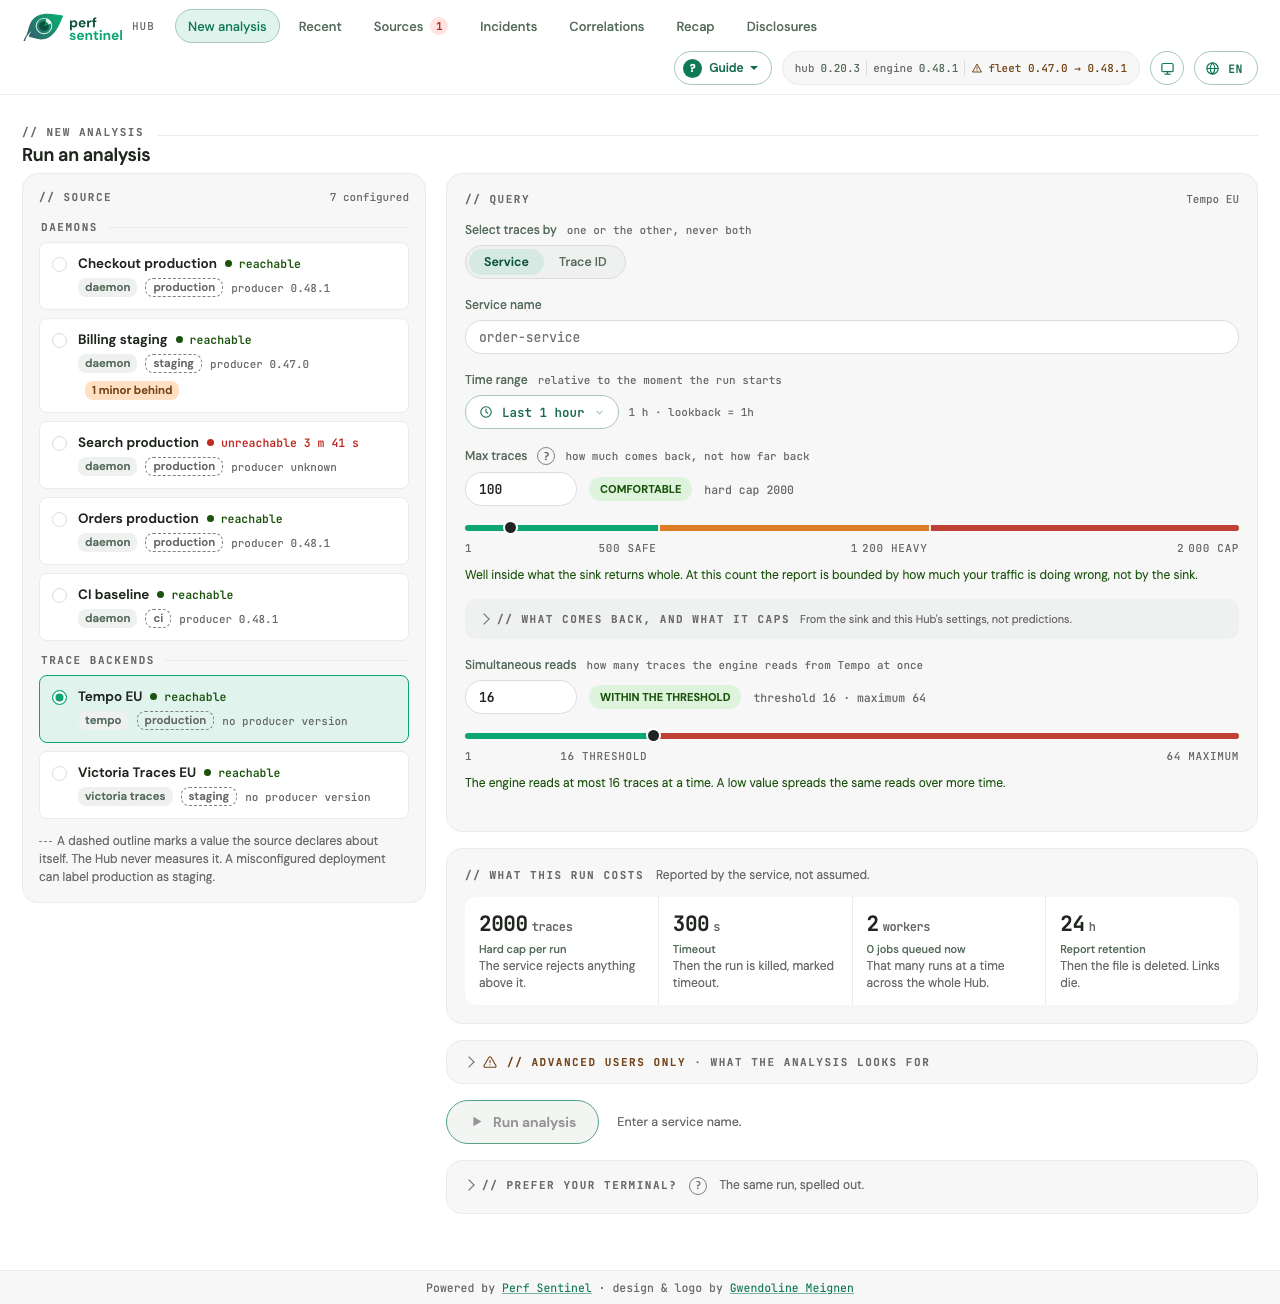 perf sentinel HUB New analysis Recent Sources 1 Incidents Correlations Recap Disclosures
? Guide hub 0.20.3 engine 0.48.1 fleet 0.47.0 → 0.48.1 EN
// NEW ANALYSIS
Run an analysis
// SOURCE 7 configured
DAEMONS
Checkout production reachable
daemon production producer 0.48.1
Billing staging reachable
daemon staging producer 0.47.0
1 minor behind
Search production unreachable 3 m 41 s
daemon production producer unknown
Orders production reachable
daemon production producer 0.48.1
CI baseline reachable
daemon ci producer 0.48.1
TRACE BACKENDS
Tempo EU reachable
tempo production no producer version
Victoria Traces EU reachable
victoria traces staging no producer version
--- A dashed outline marks a value the source declares about
itself. The Hub never measures it. A misconfigured deployment
can label production as staging.
// QUERY Tempo EU
Select traces by one or the other, never both
Service Trace ID
Service name
order-service
Time range relative to the moment the run starts
Last 1 hour 1 h · lookback = 1h
Max traces ? how much comes back, not how far back
100 COMFORTABLE hard cap 2000
1 500 SAFE 1 200 HEAVY 2 000 CAP
Well inside what the sink returns whole. At this count the report is bounded by how much your traffic is doing wrong, not by the sink.
// WHAT COMES BACK, AND WHAT IT CAPS From the sink and this Hub's settings, not predictions.
Simultaneous reads how many traces the engine reads from Tempo at once
16 WITHIN THE THRESHOLD threshold 16 · maximum 64
1 16 THRESHOLD 64 MAXIMUM
The engine reads at most 16 traces at a time. A low value spreads the same reads over more time.
// WHAT THIS RUN COSTS Reported by the service, not assumed.
2000 traces
Hard cap per run
The service rejects anything
above it.
300 s
Timeout
Then the run is killed, marked
timeout.
2 workers
0 jobs queued now
That many runs at a time
across the whole Hub.
24 h
Report retention
Then the file is deleted. Links
die.
// ADVANCED USERS ONLY · WHAT THE ANALYSIS LOOKS FOR
Run analysis Enter a service name.
// PREFER YOUR TERMINAL? ? The same run, spelled out.
Powered by Perf Sentinel · design & logo by Gwendoline Meignen